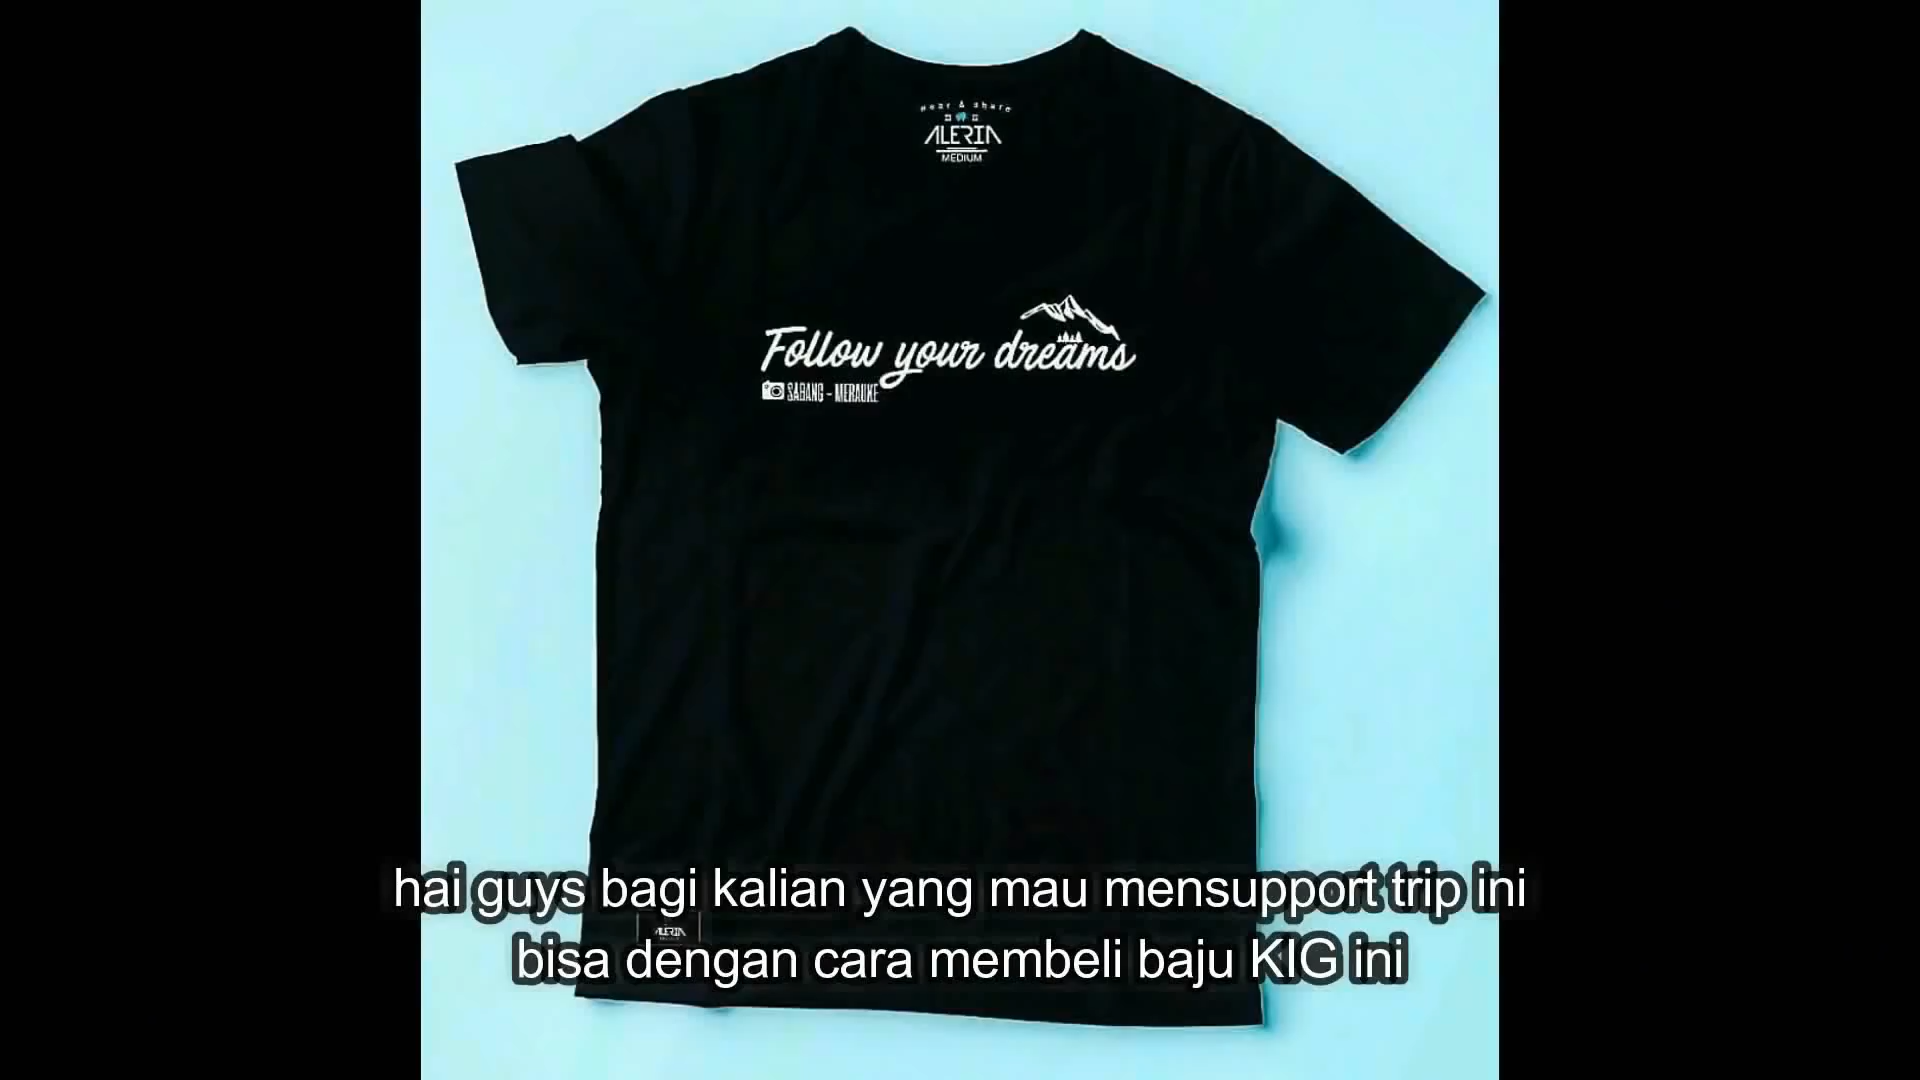 wear & share
ALERIA
MEDIUM
Follow your dreams
SABANG - MERAUKE
hai guys bagi kalian yang mau mensupport trip ini
ALERIA
bisa dengan cara membeli baju KIG ini